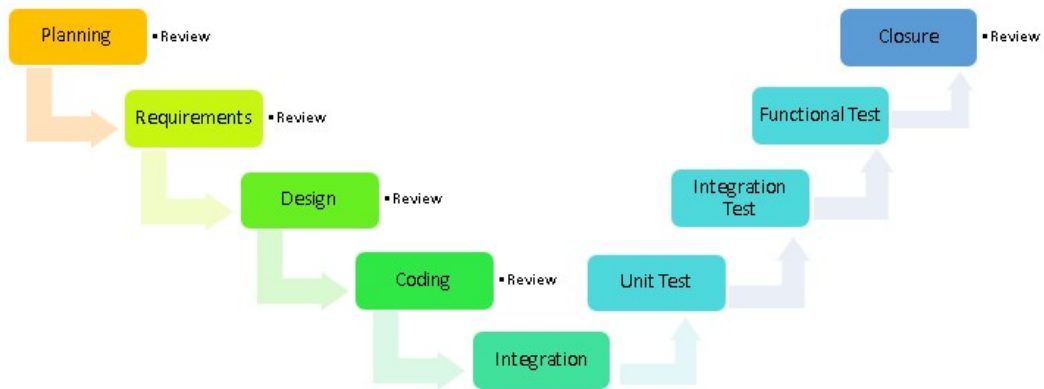 Planning
▪ Review
Closure
▪ Review
Requirements
▪ Review
Functional Test
Design
▪ Review
Integration
Test
Coding
▪ Review
Unit Test
Integration